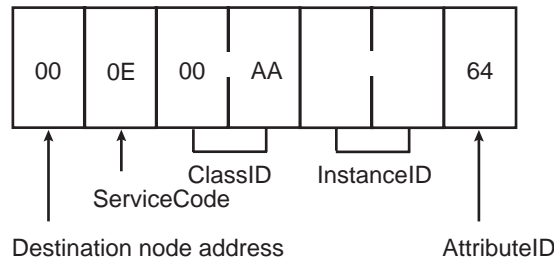 00 0E 00 AA 64
ClassID InstanceID
ServiceCode
Destination node address AttributeID